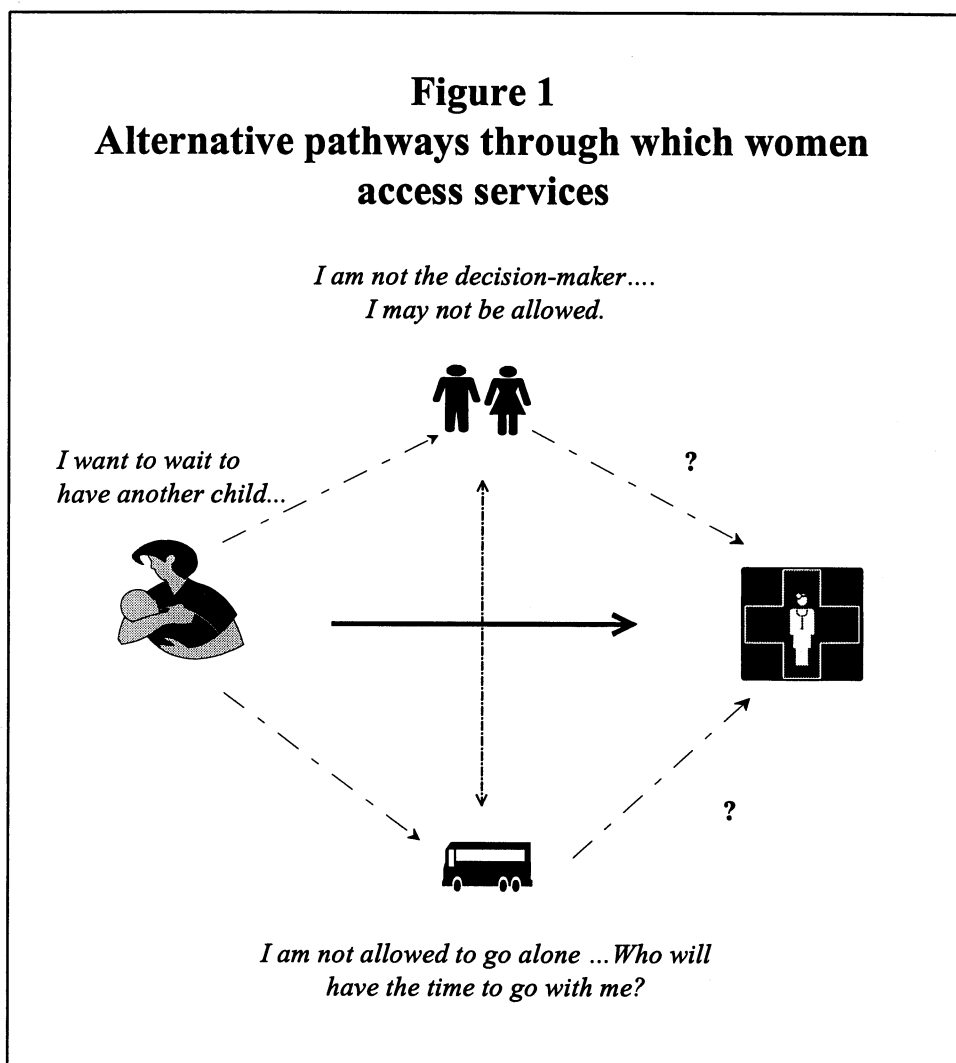 Figure 1
Alternative pathways through which women
access services
I am not the decision-maker….
I may not be allowed.
I want to wait to
have another child...
?
?
I am not allowed to go alone …Who will
have the time to go with me?